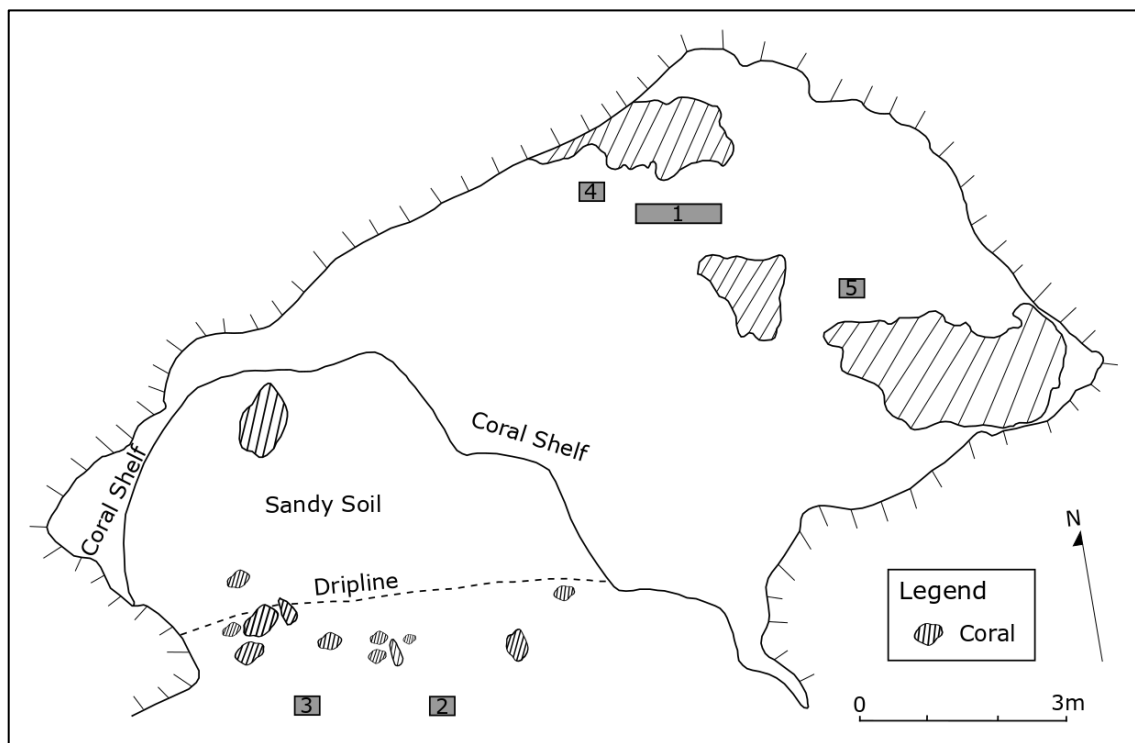 4
1
5
Coral Shelf
Coral Shelf
Sandy Soil
Dripline
N
Legend
Coral
3
2
0 3m